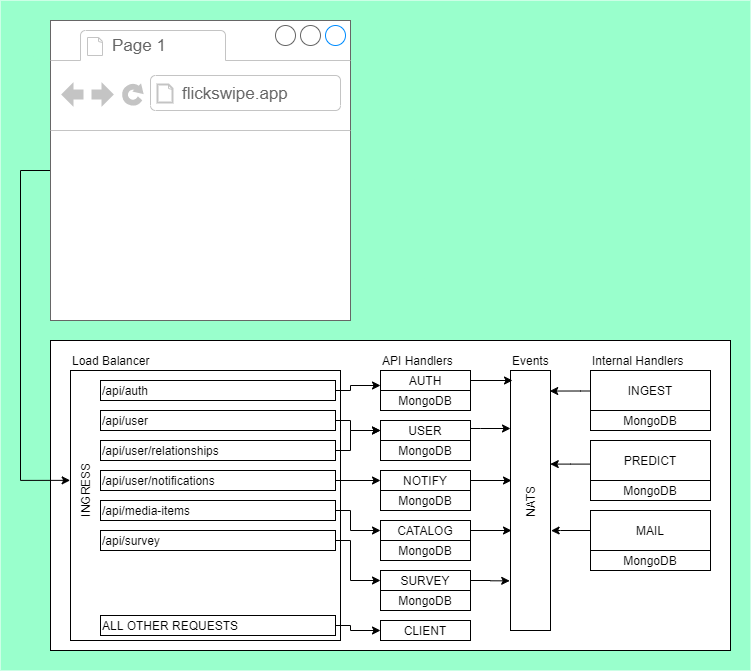 Page 1
flickswipe.app
Load Balancer
API Handlers
Events
Internal Handlers
INGRESS
/api/auth
/api/user
/api/user/relationships
/api/user/notifications
/api/media-items
/api/survey
ALL OTHER REQUESTS
AUTH
MongoDB
USER
MongoDB
NOTIFY
MongoDB
CATALOG
MongoDB
SURVEY
MongoDB
CLIENT
NATS
INGEST
MongoDB
PREDICT
MongoDB
MAIL
MongoDB